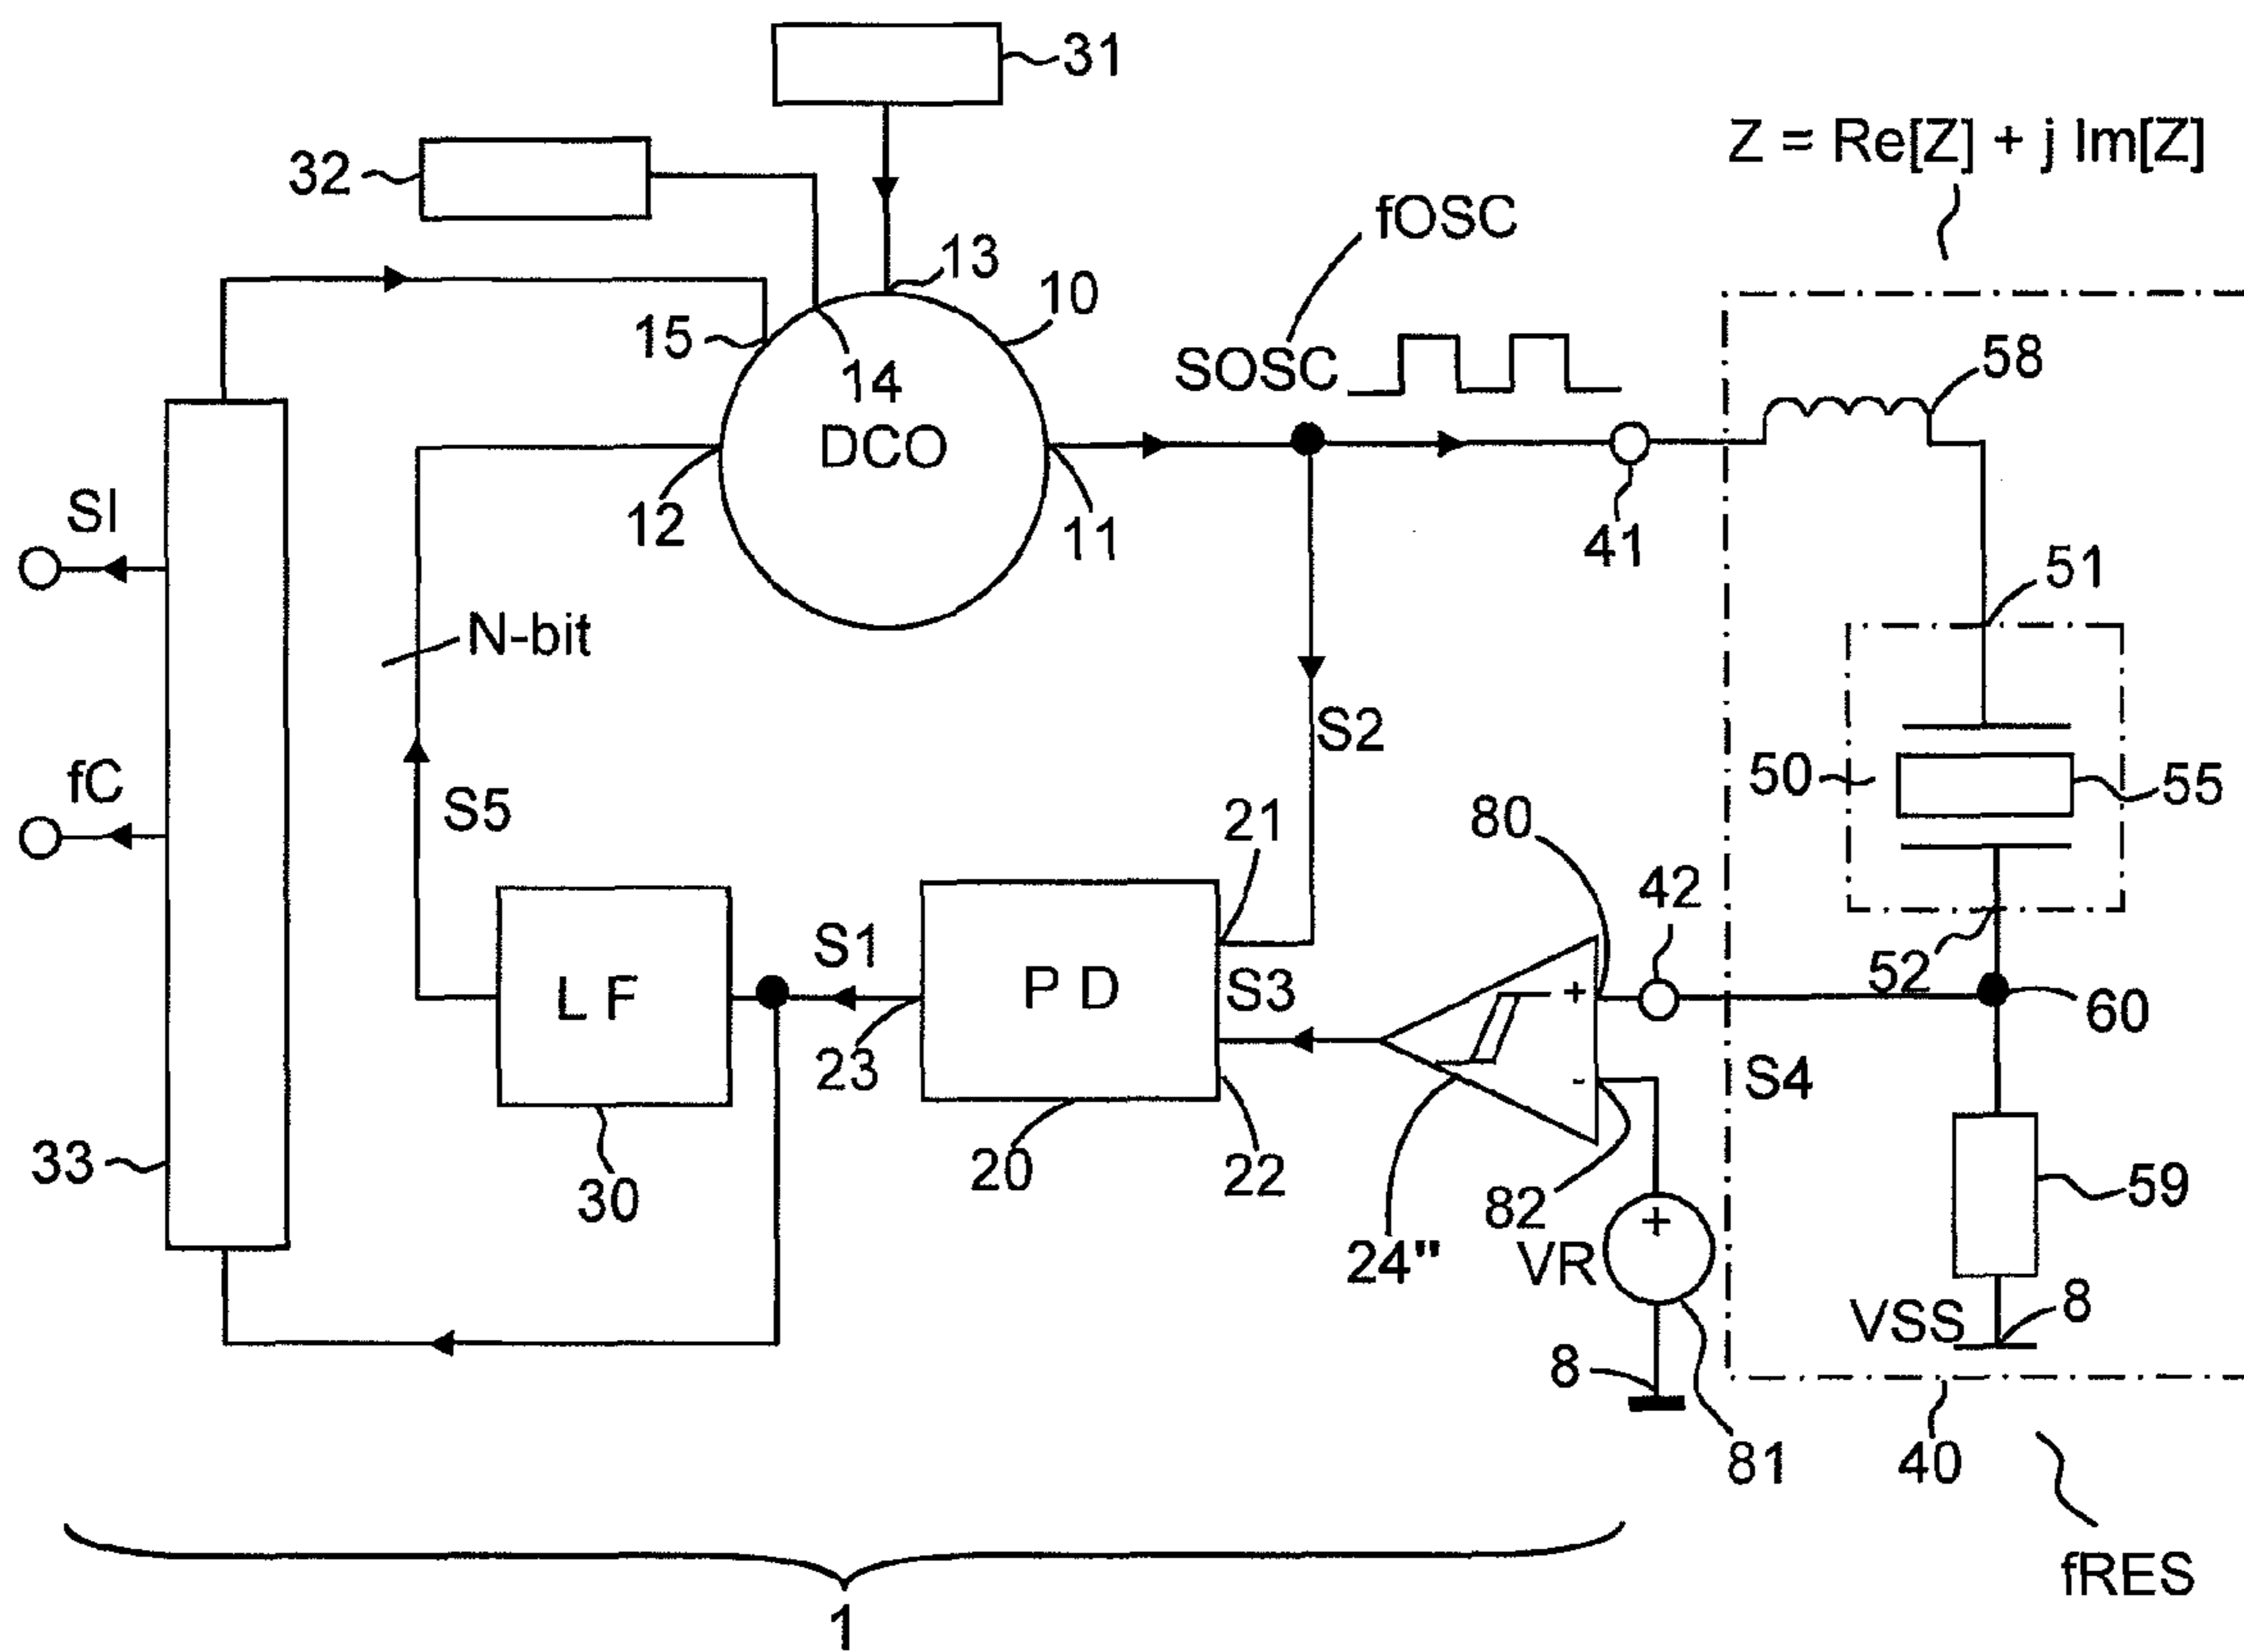 31
Z = Re[Z] + j Im[Z]
32
fOSC
13
10
15
14
SOSC
58
DCO
SI
12
11
41
51
N-bit
S2
fC
50
55
S5
21
80
42
S1
P D
S3
+
52
L F
60
23
-
S4
33
20
22
82
59
30
24"
VR
+
VSS
8
8
81
40
fRES
1